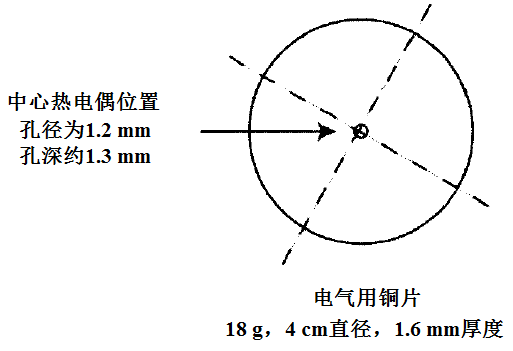 中心热电偶位置
孔径为1.2 mm
孔深约1.3 mm
电气用铜片
18 g，4 cm直径，1.6 mm厚度